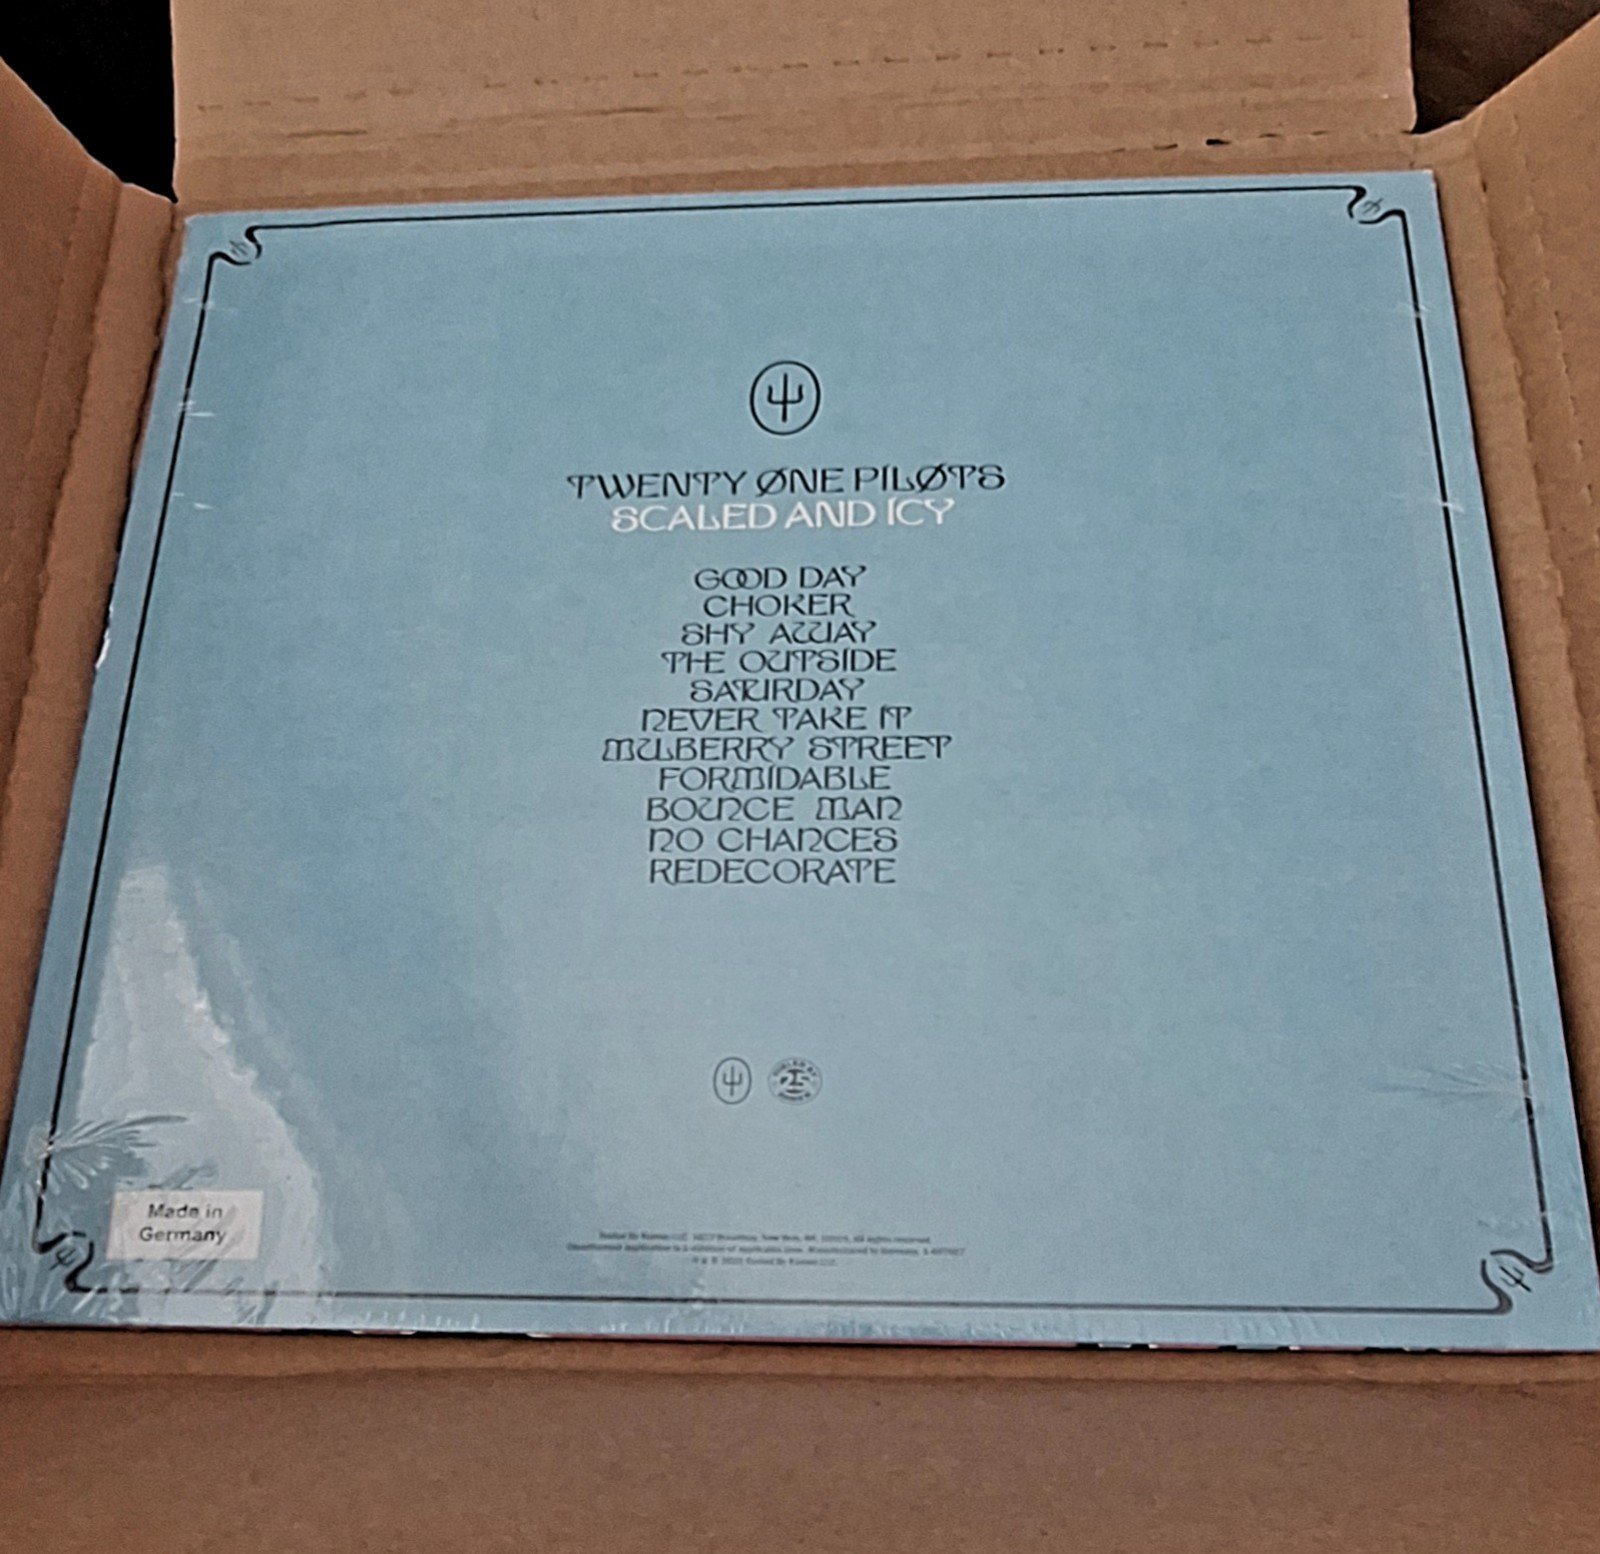 TWENTY ØNE PILØTS
SCALED AND ICY
GOOD DAY
CHOKER
SHY AWAY
THE OUTSIDE
SATURDAY
NEVER TAKE IT
MULBERRY STREET
FORMIDABLE
BOUNCE MAN
NO CHANCES
REDECORATE
Made in
Germany